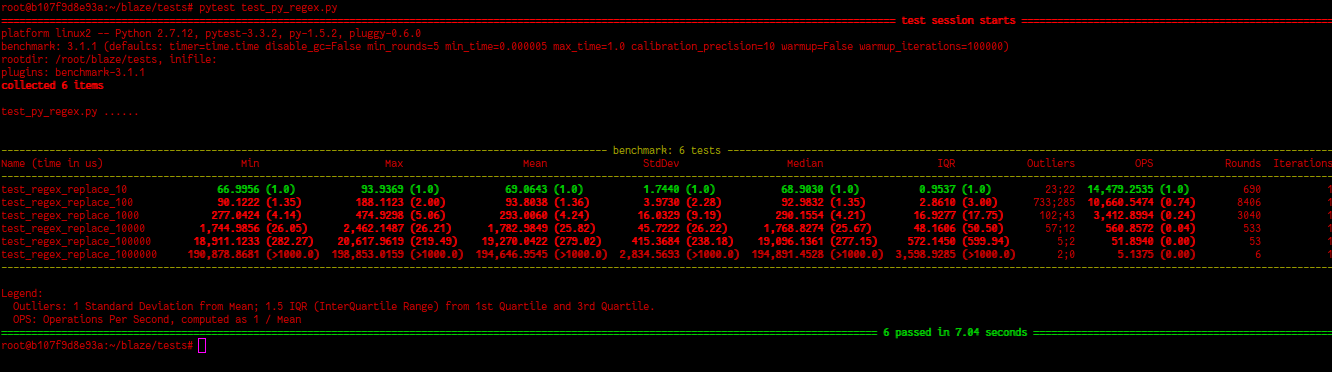 root@b107f9d8e93a:~/blaze/tests# pytest test_py_regex.py
test session starts
platform linux2 -- Python 2.7.12, pytest-3.3.2, py-1.5.2, pluggy-0.6.0
benchmark: 3.1.1 (defaults: timer=time.time disable_gc=False min_rounds=5 min_time=0.000005 max_time=1.0 calibration_precision=10 warmup=False warmup_iterations=100000)
rootdir: /root/blaze/tests, inifile:
plugins: benchmark-3.1.1
collected 6 items
test_py_regex.py ......
benchmark: 6 tests
Name (time in us) Min Max Mean StdDev Median IQR Outliers OPS Rounds Iterations
test_regex_replace_10 66.9956 (1.0) 93.9369 (1.0) 69.0643 (1.0) 1.7440 (1.0) 68.9030 (1.0) 0.9537 (1.0) 23;22 14,479.2535 (1.0) 690 1
test_regex_replace_100 90.1222 (1.35) 188.1123 (2.00) 93.8038 (1.36) 3.9730 (2.28) 92.9832 (1.35) 2.8610 (3.00) 733;285 10,660.5474 (0.74) 8406 1
test_regex_replace_1000 277.0424 (4.14) 474.9298 (5.06) 293.0060 (4.24) 16.0329 (9.19) 290.1554 (4.21) 16.9277 (17.75) 102;43 3,412.8994 (0.24) 3040 1
test_regex_replace_10000 1,744.9856 (26.05) 2,462.1487 (26.21) 1,782.9849 (25.82) 45.7222 (26.22) 1,768.8274 (25.67) 48.1606 (50.50) 57;12 560.8572 (0.04) 533 1
test_regex_replace_100000 18,911.1233 (282.27) 20,617.9619 (219.49) 19,270.0422 (279.02) 415.3684 (238.18) 19,096.1361 (277.15) 572.1450 (599.94) 5;2 51.8940 (0.00) 53 1
test_regex_replace_1000000 190,878.8681 (>1000.0) 198,853.0159 (>1000.0) 194,646.9545 (>1000.0) 2,834.5693 (>1000.0) 194,891.4528 (>1000.0) 3,598.9285 (>1000.0) 2;0 5.1375 (0.00) 6 1
Legend:
Outliers: 1 Standard Deviation from Mean; 1.5 IQR (InterQuartile Range) from 1st Quartile and 3rd Quartile.
OPS: Operations Per Second, computed as 1 / Mean
6 passed in 7.04 seconds
root@b107f9d8e93a:~/blaze/tests#